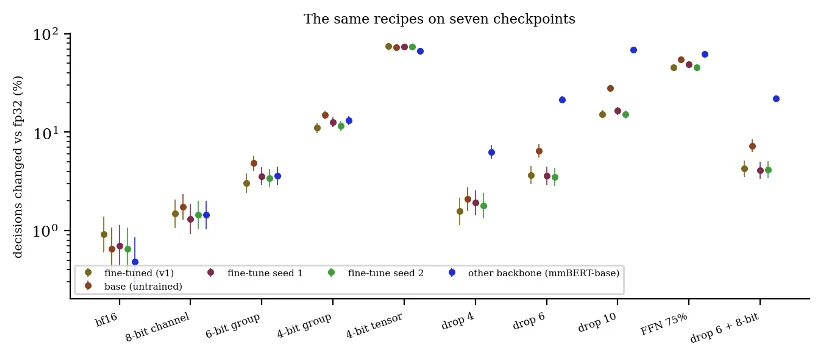 The same recipes on seven checkpoints
decisions changed vs fp32 (%)
10²
10¹
10⁰
fine-tuned (v1)
base (untrained)
fine-tune seed 1
fine-tune seed 2
other backbone (mmBERT-base)
bf16
8-bit channel
6-bit group
4-bit group
4-bit tensor
drop 4
drop 6
drop 10
FFN 75%
drop 6 + 8-bit